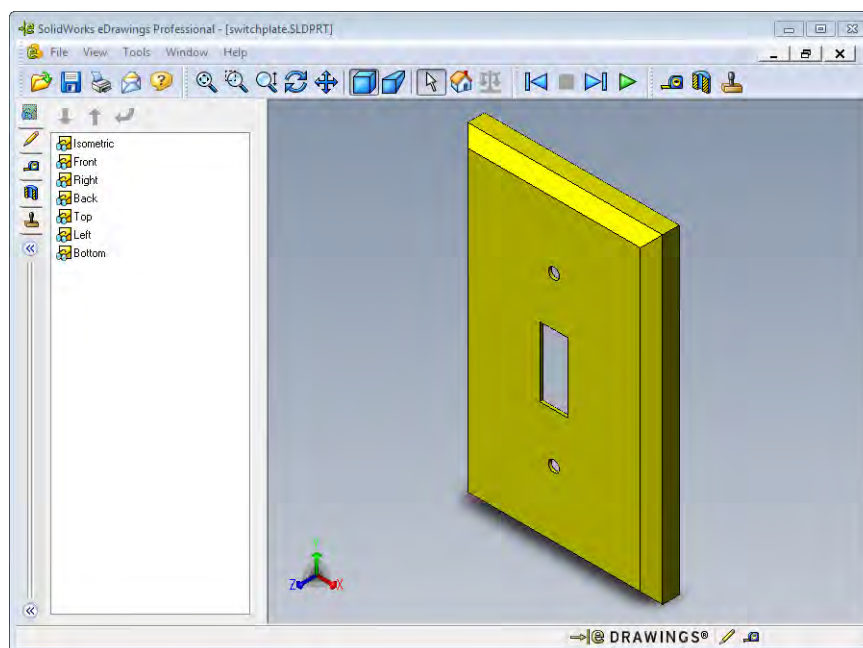 SolidWorks eDrawings Professional - [switchplate.SLDPRT]
File View Tools Window Help
Isometric
Front
Right
Back
Top
Left
Bottom
Y
Z X
@ DRAWINGS®